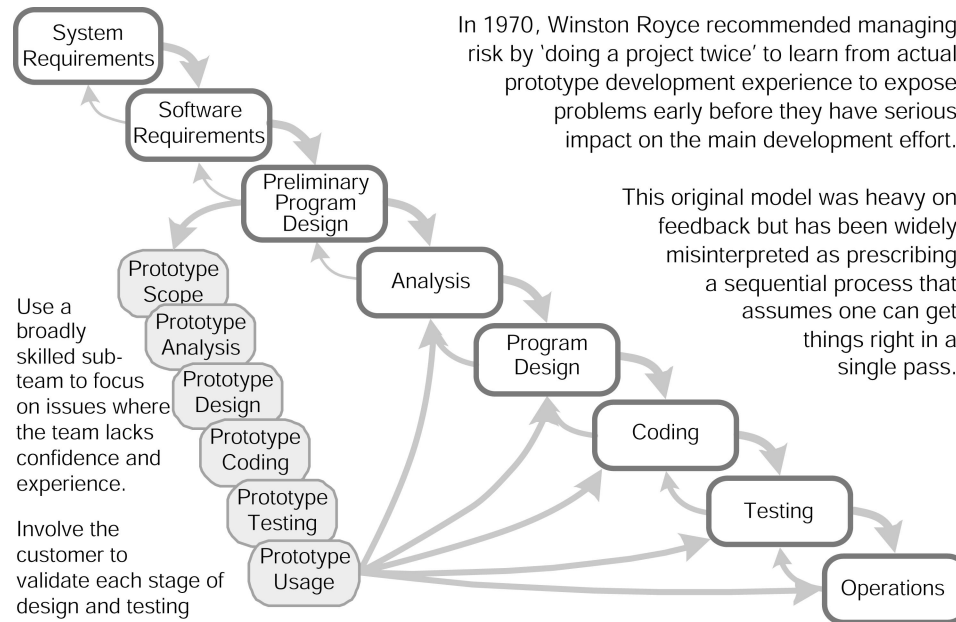 System
Requirements
In 1970, Winston Royce recommended managing
risk by ‘doing a project twice’ to learn from actual
prototype development experience to expose
problems early before they have serious
impact on the main development effort.
Software
Requirements
Preliminary
Program
Design
This original model was heavy on
feedback but has been widely
misinterpreted as prescribing
a sequential process that
assumes one can get
things right in a
single pass.
Analysis
Program
Design
Coding
Testing
Operations
Prototype
Scope
Prototype
Analysis
Prototype
Design
Prototype
Coding
Prototype
Testing
Prototype
Usage
Use a
broadly
skilled sub-
team to focus
on issues where
the team lacks
confidence and
experience.
Involve the
customer to
validate each stage of
design and testing